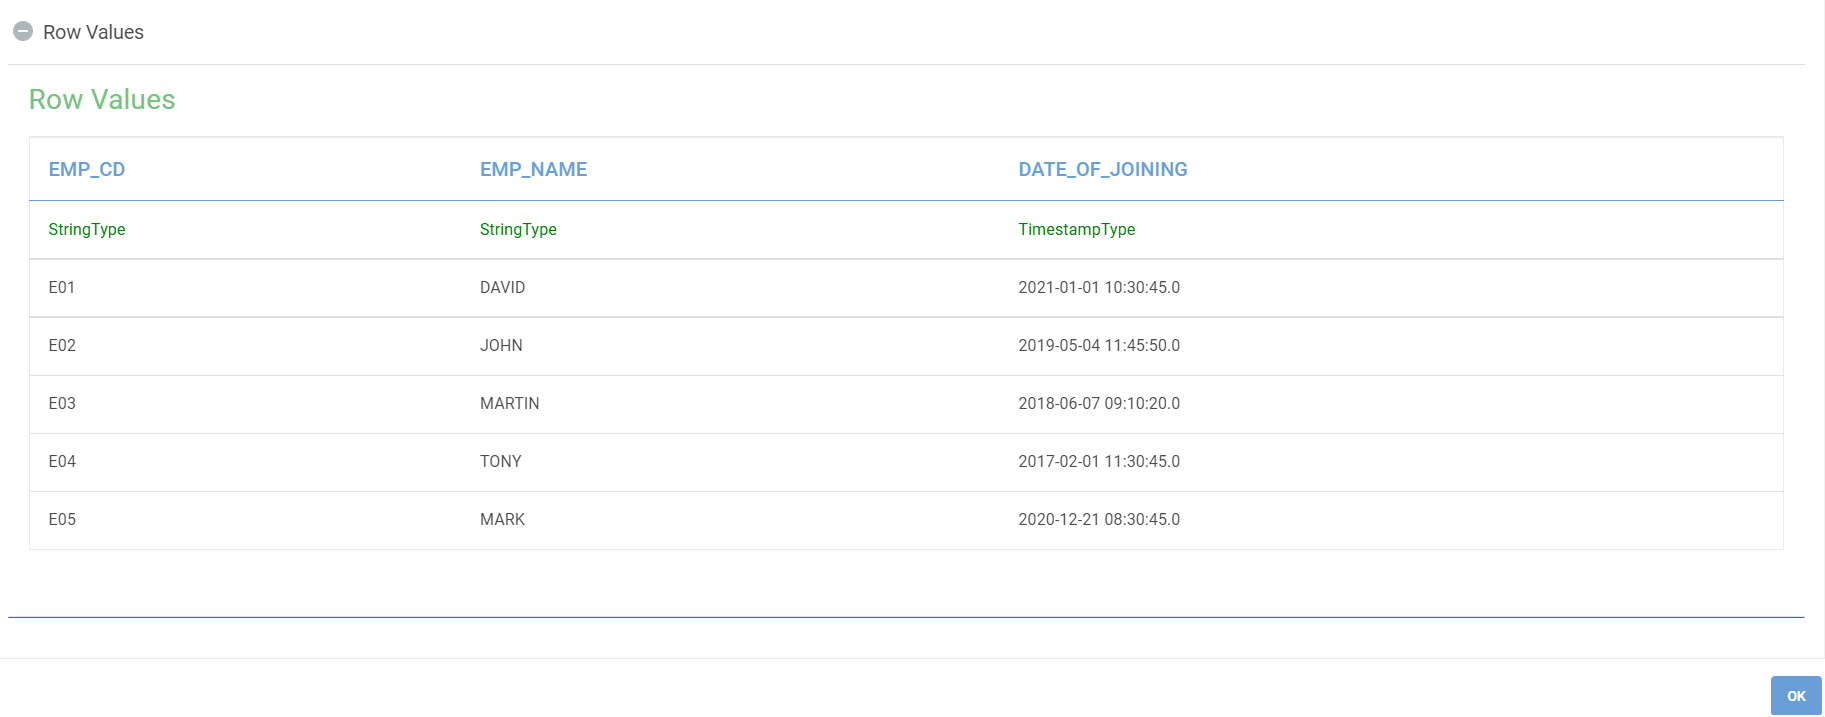 Row Values
Row Values
EMP_CD EMP_NAME DATE_OF_JOINING
StringType StringType TimestampType
E01 DAVID 2021-01-01 10:30:45.0
E02 JOHN 2019-05-04 11:45:50.0
E03 MARTIN 2018-06-07 09:10:20.0
E04 TONY 2017-02-01 11:30:45.0
E05 MARK 2020-12-21 08:30:45.0
OK